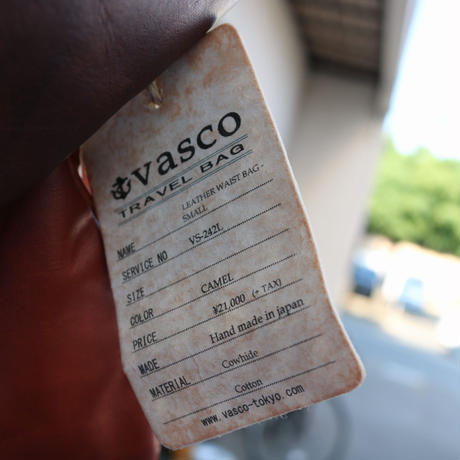 vasco
TRAVEL BAG
LEATHER WAIST BAG -
NAME SMALL
SERVICE NO VS-242L
SIZE
COLOR CAMEL
PRICE ¥21,000 (+ TAX)
MADE Hand made in japan
MATERIAL Cowhide
Cotton
www.vasco-tokyo.com